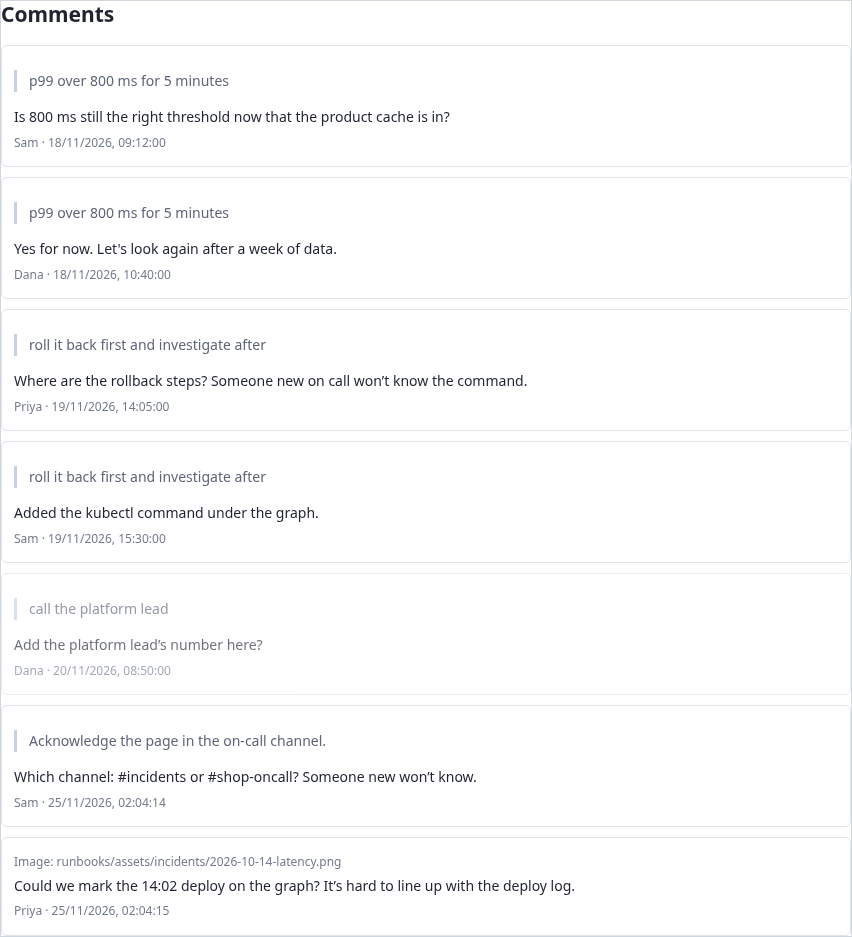 Comments
p99 over 800 ms for 5 minutes
Is 800 ms still the right threshold now that the product cache is in?
Sam · 18/11/2026, 09:12:00
p99 over 800 ms for 5 minutes
Yes for now. Let's look again after a week of data.
Dana · 18/11/2026, 10:40:00
roll it back first and investigate after
Where are the rollback steps? Someone new on call won’t know the command.
Priya · 19/11/2026, 14:05:00
roll it back first and investigate after
Added the kubectl command under the graph.
Sam · 19/11/2026, 15:30:00
call the platform lead
Add the platform lead’s number here?
Dana · 20/11/2026, 08:50:00
Acknowledge the page in the on-call channel.
Which channel: #incidents or #shop-oncall? Someone new won’t know.
Sam · 25/11/2026, 02:04:14
Image: runbooks/assets/incidents/2026-10-14-latency.png
Could we mark the 14:02 deploy on the graph? It’s hard to line up with the deploy log.
Priya · 25/11/2026, 02:04:15